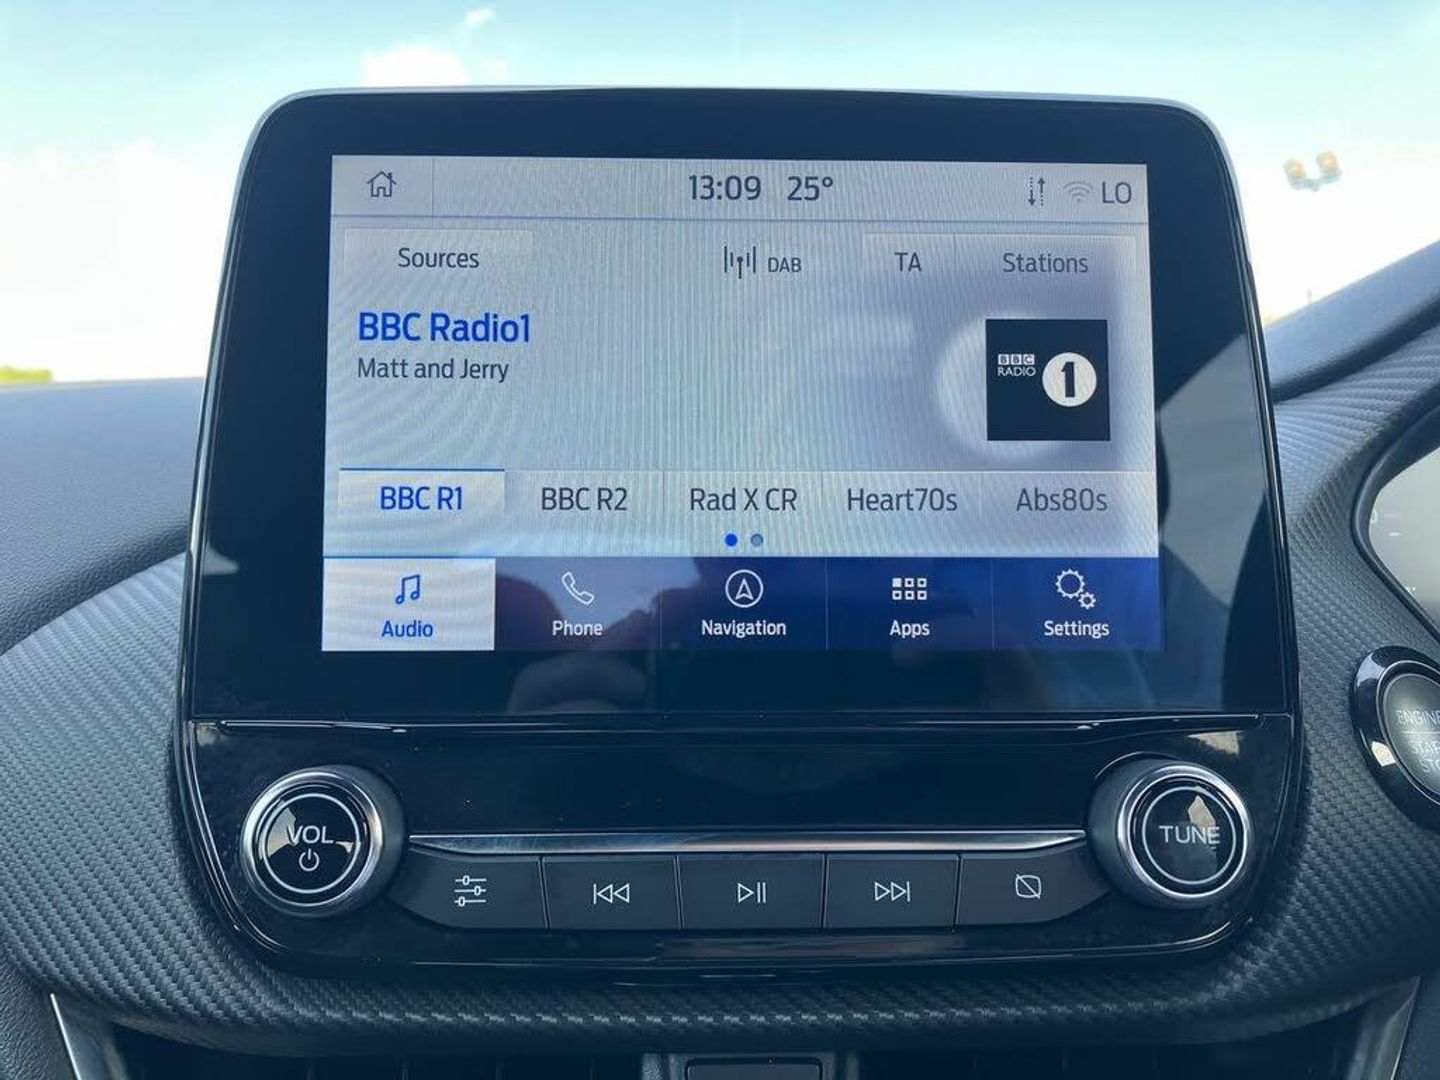 13:09 25° LO
Sources DAB TA Stations
BBC Radio1
Matt and Jerry
BBC
RADIO 1
BBC R1 BBC R2 Rad X CR Heart70s Abs80s
Audio Phone Navigation Apps Settings
VOL TUNE
ENGINE